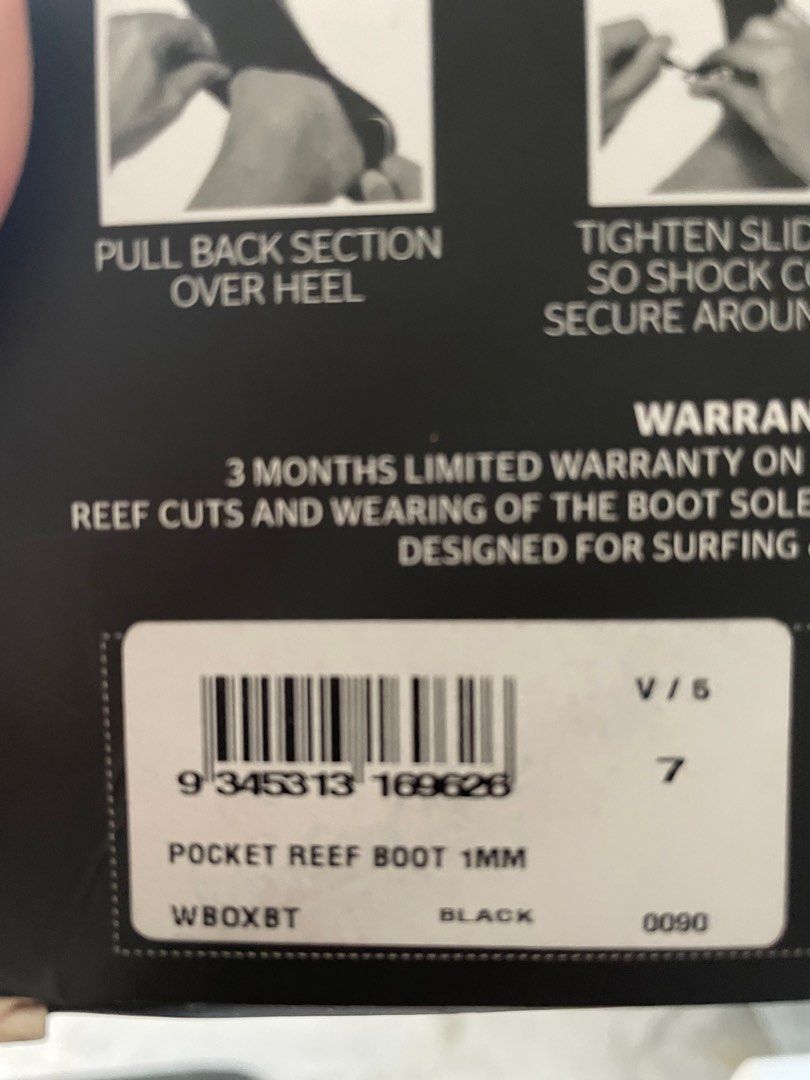 PULL BACK SECTION
OVER HEEL
TIGHTEN SLID
SO SHOCK CO
SECURE AROUN
WARRAN
3 MONTHS LIMITED WARRANTY ON
REEF CUTS AND WEARING OF THE BOOT SOLE
DESIGNED FOR SURFING
V / 5
7
9 345313 169626
POCKET REEF BOOT 1MM
WBOXBT BLACK 0090